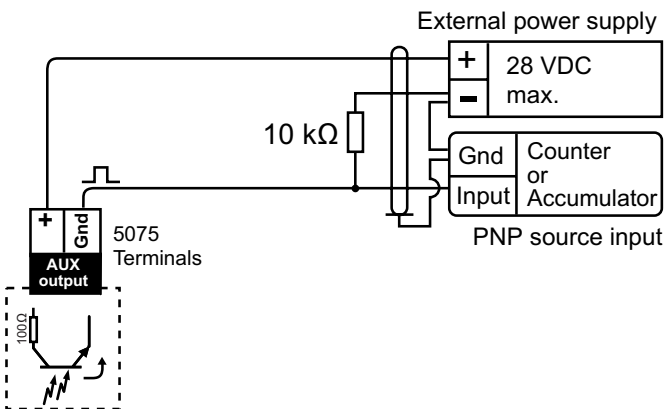 External power supply
+
28 VDC
–
max.
10 kΩ
Gnd
Counter
or
Input
Accumulator
PNP source input
+
Gnd
5075
Terminals
AUX
output
100Ω